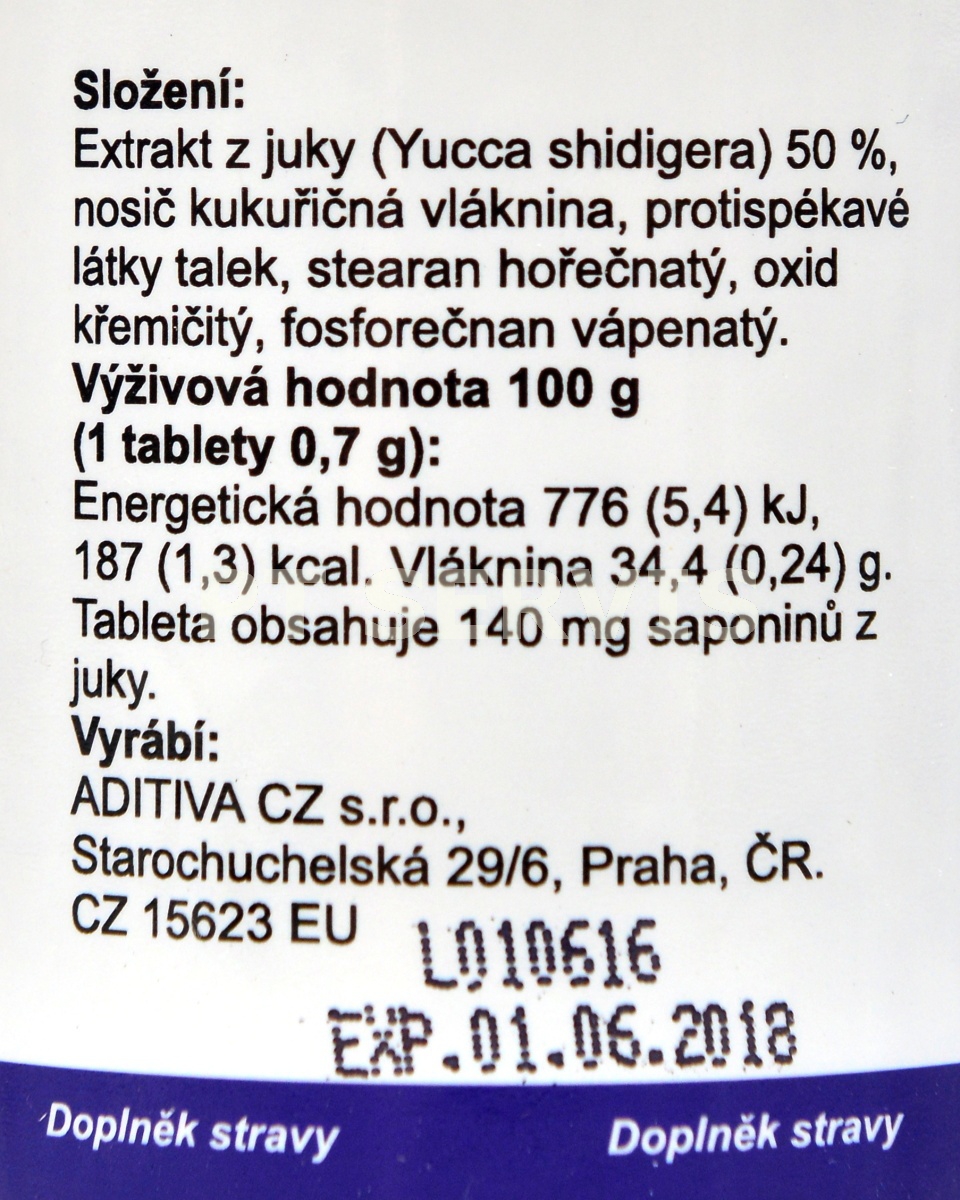 Složení:
Extrakt z juky (Yucca shidigera) 50 %,
nosič kukuřičná vláknina, protispékavé
látky talek, stearan hořečnatý, oxid
křemičitý, fosforečnan vápenatý.
Výživová hodnota 100 g
(1 tablety 0,7 g):
Energetická hodnota 776 (5,4) kJ,
187 (1,3) kcal. Vláknina 34,4 (0,24) g.
Tableta obsahuje 140 mg saponinů z
juky.
Vyrábí:
ADITIVA CZ s.r.o.,
Starochuchelská 29/6, Praha, ČR.
CZ 15623 EU
L010616
EXP.01.06.2018
Doplněk stravy Doplněk stravy